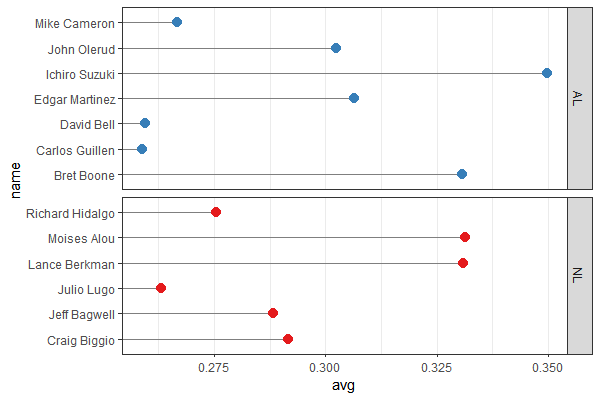 name
Mike Cameron
John Olerud
Ichiro Suzuki
Edgar Martinez
David Bell
Carlos Guillen
Bret Boone
AL
Richard Hidalgo
Moises Alou
Lance Berkman
Julio Lugo
Jeff Bagwell
Craig Biggio
NL
0.275 0.300 0.325 0.350
avg